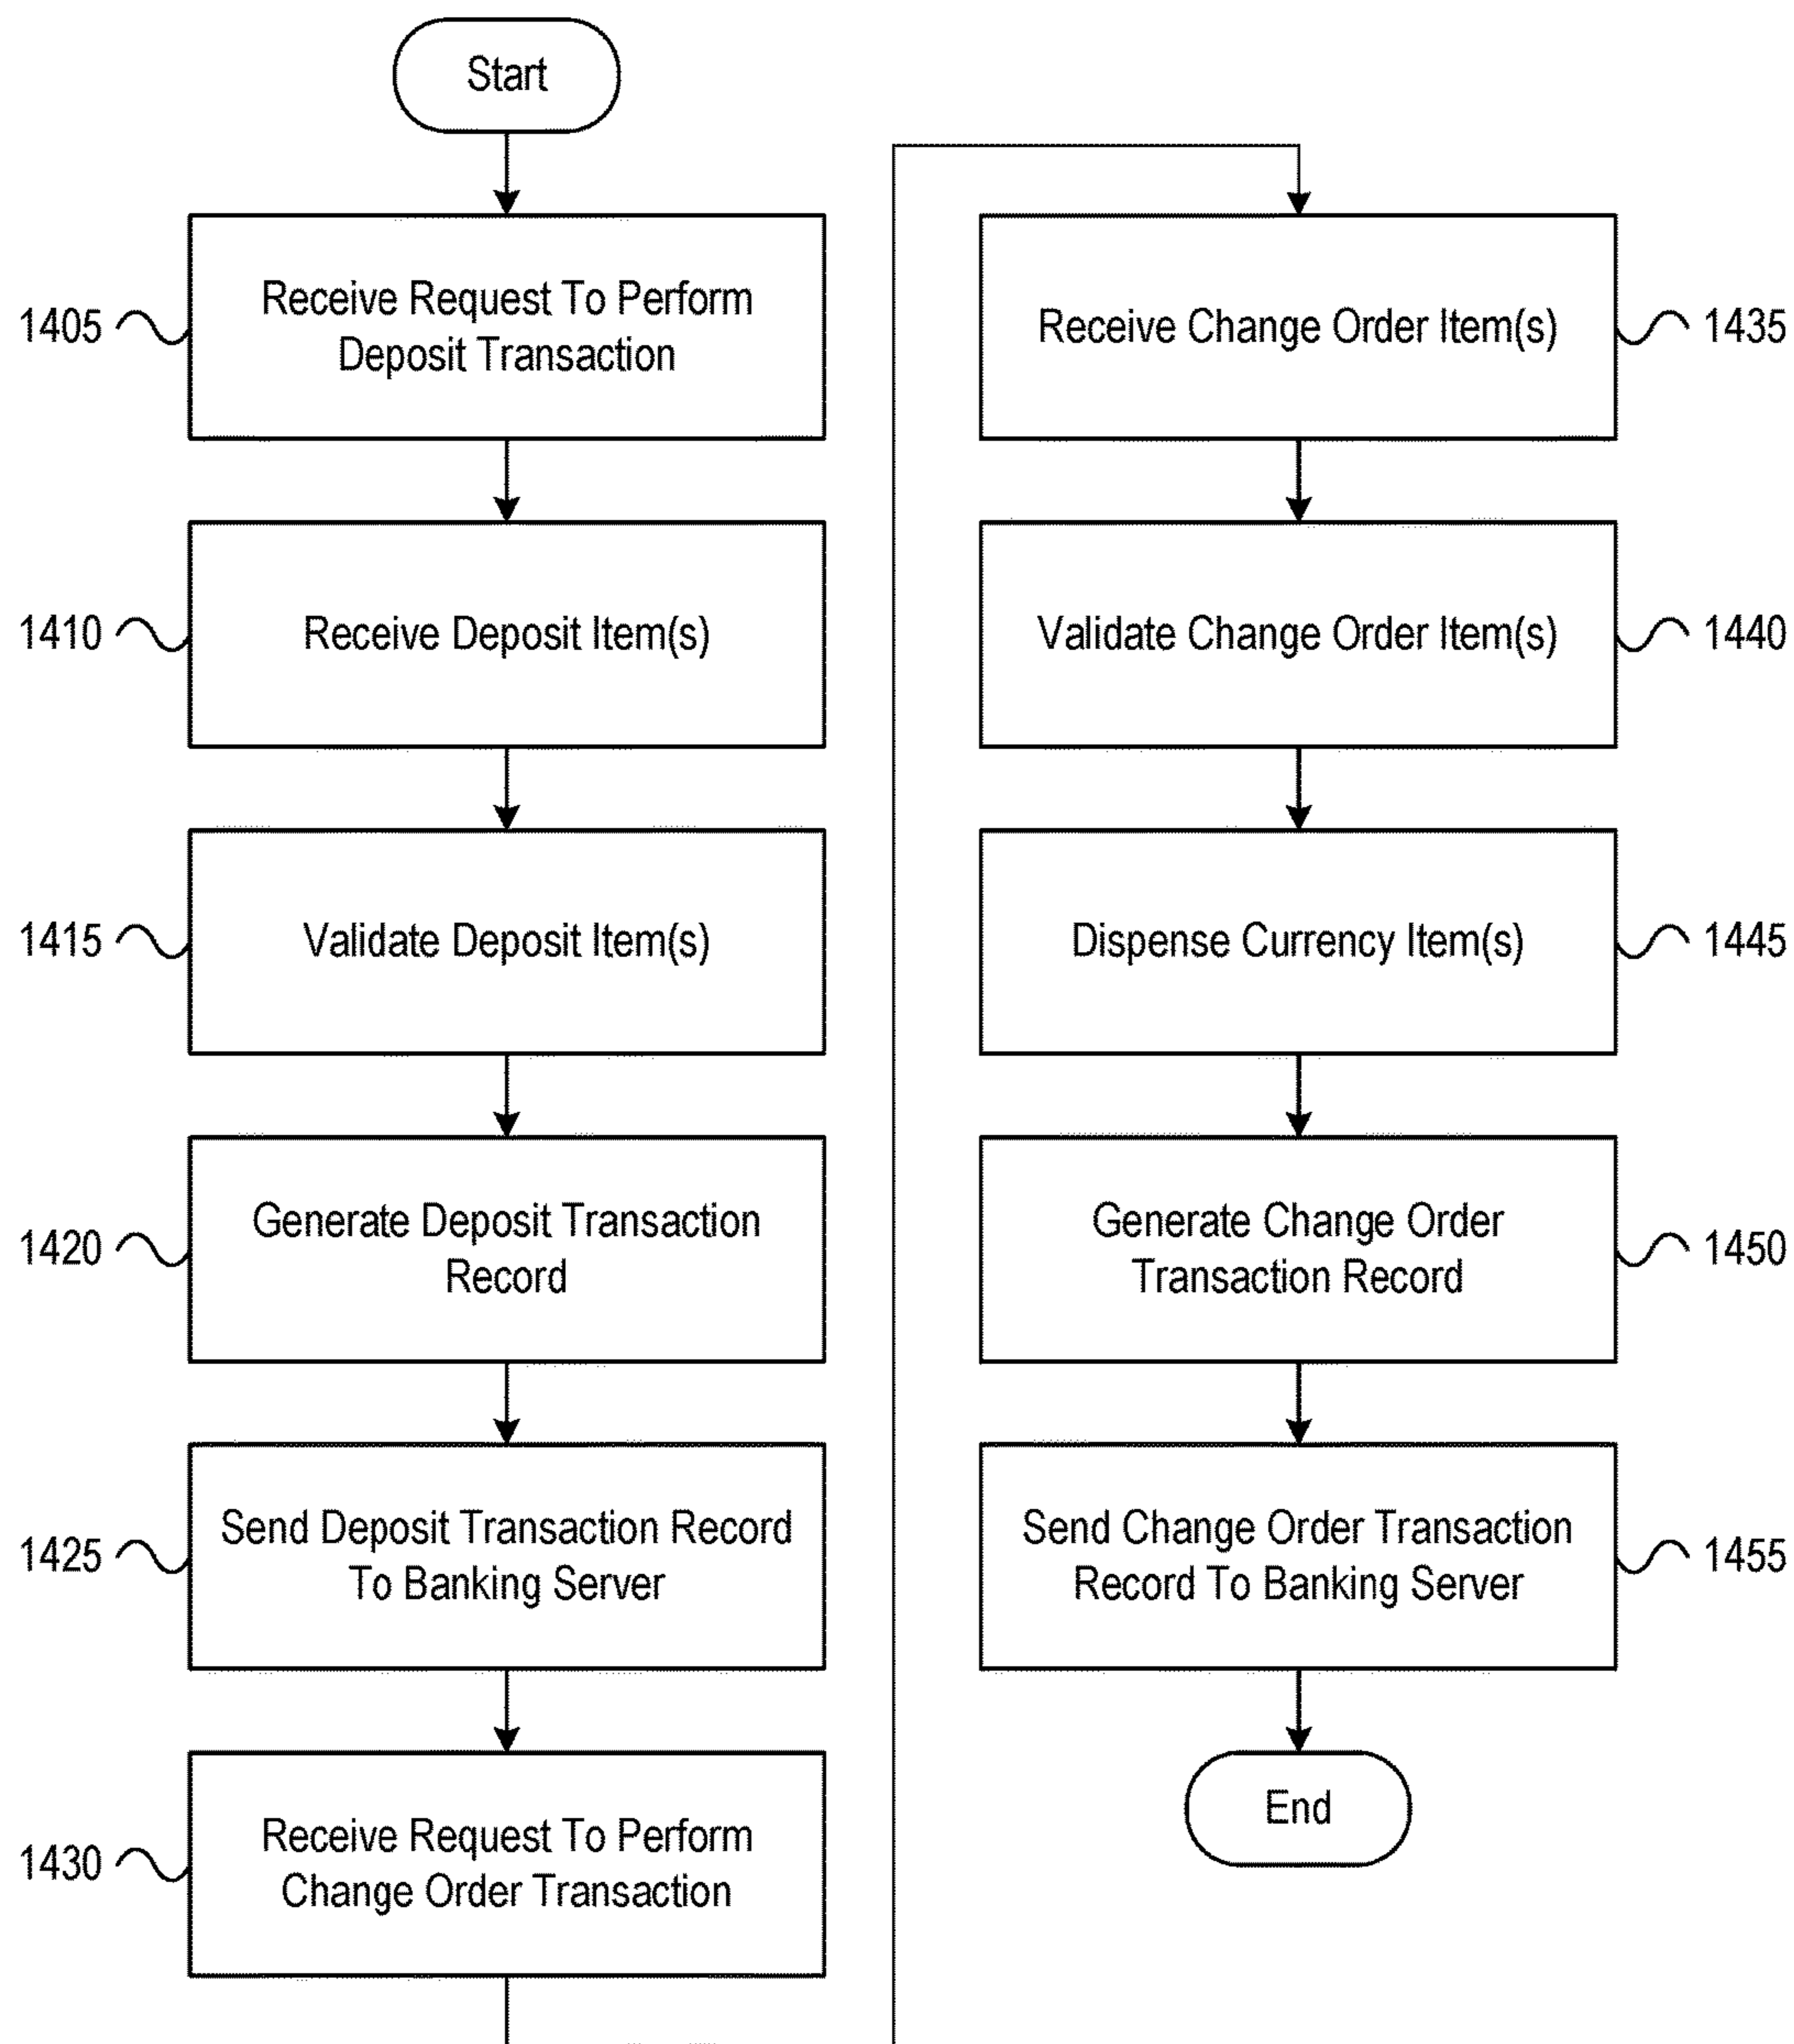 Start
1405
Receive Request To Perform
Deposit Transaction
1410
Receive Deposit Item(s)
1415
Validate Deposit Item(s)
1420
Generate Deposit Transaction
Record
1425
Send Deposit Transaction Record
To Banking Server
1430
Receive Request To Perform
Change Order Transaction
Receive Change Order Item(s)
1435
Validate Change Order Item(s)
1440
Dispense Currency Item(s)
1445
Generate Change Order
Transaction Record
1450
Send Change Order Transaction
Record To Banking Server
1455
End